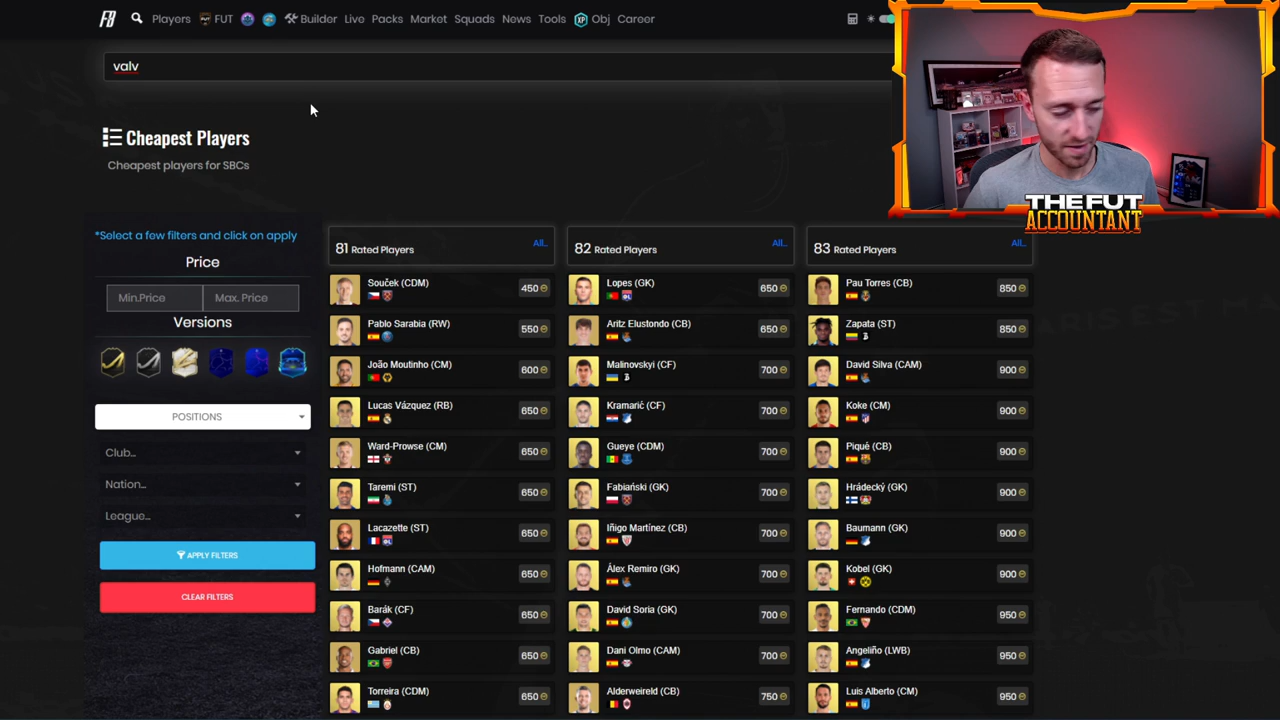 FB Players FUT Builder Live Packs Market Squads News Tools XP Obj Career
valv
Cheapest Players
Cheapest players for SBCs
THE FUT
ACCOUNTANT
*Select a few filters and click on apply
Price
Min.Price Max. Price
Versions
POSITIONS
Club...
Nation...
League...
APPLY FILTERS
CLEAR FILTERS
81 Rated Players All..
Souček (CDM) 450
Pablo Sarabia (RW) 550
João Moutinho (CM) 600
Lucas Vázquez (RB) 650
Ward-Prowse (CM) 650
Taremi (ST) 650
Lacazette (ST) 650
Hofmann (CAM) 650
Barák (CF) 650
Gabriel (CB) 650
Torreira (CDM) 650
82 Rated Players All..
Lopes (GK) 650
Aritz Elustondo (CB) 650
Malinovskyi (CF) 700
Kramarić (CF) 700
Gueye (CDM) 700
Fabiański (GK) 700
Iñigo Martínez (CB) 700
Álex Remiro (GK) 700
David Soria (GK) 700
Dani Olmo (CAM) 700
Alderweireld (CB) 750
83 Rated Players All..
Pau Torres (CB) 850
Zapata (ST) 850
David Silva (CAM) 900
Koke (CM) 900
Piqué (CB) 900
Hrádecký (GK) 900
Baumann (GK) 900
Kobel (GK) 900
Fernando (CDM) 950
Angeliño (LWB) 950
Luis Alberto (CM) 950